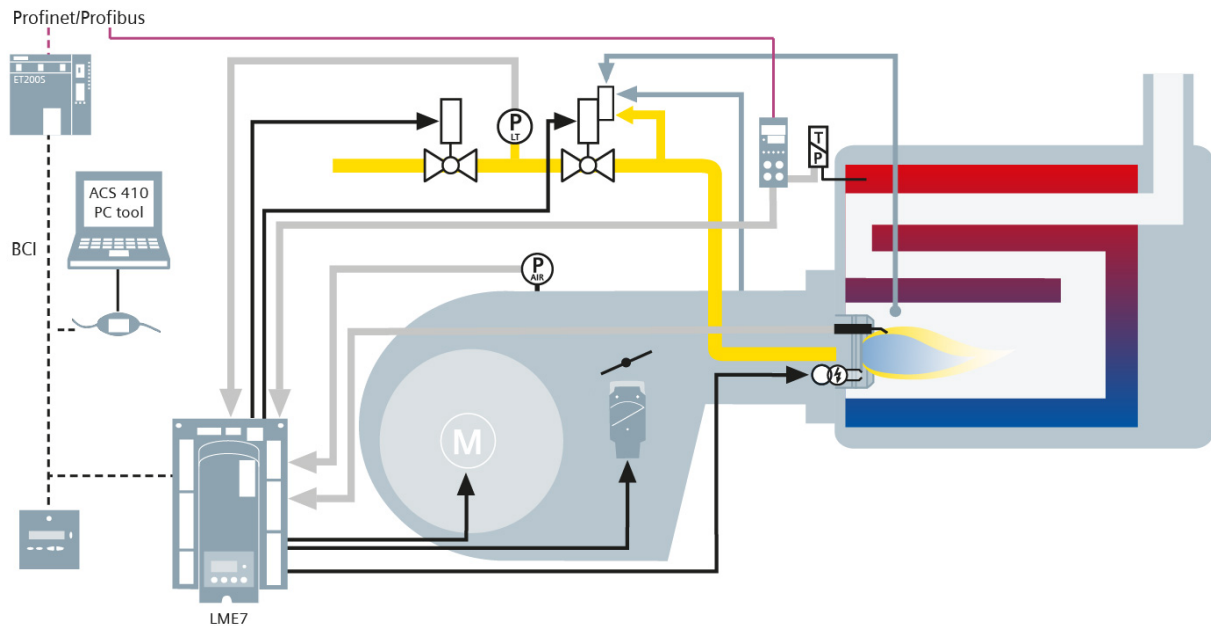 Profinet/Profibus
ET200S
ACS 410
PC tool
BCI
P
LT
T
P
P
AIR
M
LME7